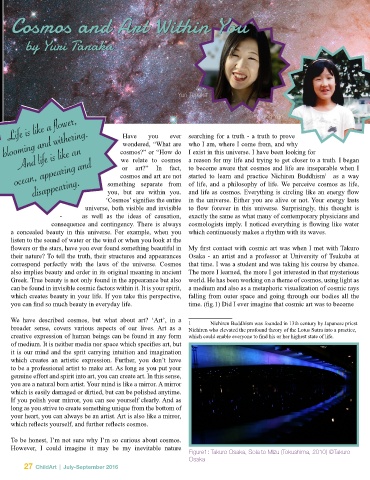 Cosmos and Art Within You
by Yuri Tanaka
Yuri Tanaka
Life is like a flower,
blooming and withering.
And life is like an
ocean, appearing and
disappearing.
Have you ever
wondered, "What are
cosmos?" or "How do
we relate to cosmos
or art?" In fact,
cosmos and art are not
something separate from
you, but are within you.
'Cosmos' signifies the entire
universe, both visible and invisible
- as well as the ideas of causation,
consequence and contingency. There is always
a concealed beauty in this universe. For example, when you
listen to the sound of water or the wind or when you look at the
flowers or the stars, have you ever found something beautiful in
their nature? To tell the truth, their structures and appearances
correspond perfectly with the laws of the universe. Cosmos
also implies beauty and order in its original meaning in ancient
Greek. True beauty is not only found in the appearance but also
can be found in invisible cosmic factors within it. It is your spirit,
which creates beauty in your life. If you take this perspective,
you can find so much beauty in everyday life.
We have described cosmos, but what about art? 'Art', in a
broader sense, covers various aspects of our lives. Art as a
creative expression of human beings can be found in any form
of medium. It is neither media nor space which specifies art, but
it is our mind and the sprit carrying intuition and imagination
which creates an artistic expression. Further, you don't have
to be a professional artist to make art. As long as you put your
genuine effort and spirit into art, you can create art. In this sense,
you are a natural born artist. Your mind is like a mirror. A mirror
which is easily damaged or dirtied, but can be polished anytime.
If you polish your mirror, you can see yourself clearly. And as
long as you strive to create something unique from the bottom of
your heart, you can always be an artist. Art is also like a mirror,
which reflects yourself, and further reflects cosmos.
To be honest, I'm not sure why I'm so curious about cosmos.
However, I could imagine it may be my inevitable nature
searching for a truth - a truth to prove
who I am, where I come from, and why
I exist in this universe. I have been looking for
a reason for my life and trying to get closer to a truth. I began
to become aware that cosmos and life are inseparable when I
started to learn and practice Nichiren Buddhism¹ as a way
of life, and a philosophy of life. We perceive cosmos as life,
and life as cosmos. Everything is circling like an energy flow
in the universe. Either you are alive or not. Your energy lasts
to flow forever in this universe. Surprisingly, this thought is
exactly the same as what many of contemporary physicians and
cosmologists imply. I noticed everything is flowing like water
which continuously makes a rhythm with its waves.
My first contact with cosmic art was when I met with Takuro
Osaka - an artist and a professor at University of Tsukuba at
that time. I was a student and was taking his course by chance.
The more I learned, the more I got interested in that mysterious
world. He has been working on a theme of cosmos, using light as
a medium and also as a metaphoric visualization of cosmic rays
falling from outer space and going through our bodies all the
time. (fig.1) Did I ever imagine that cosmic art was to become
1 Nichiren Buddhism was founded in 13th century by Japanese priest
Nichiren who elevated the profound theory of the Lotus Sutra into a practice,
which could enable everyone to find his or her highest state of life.
Figure1: Takuro Osaka, Sola to Mizu (Tokushima, 2010) ©Takuro
Osaka
27 ChildArt | July-September 2016